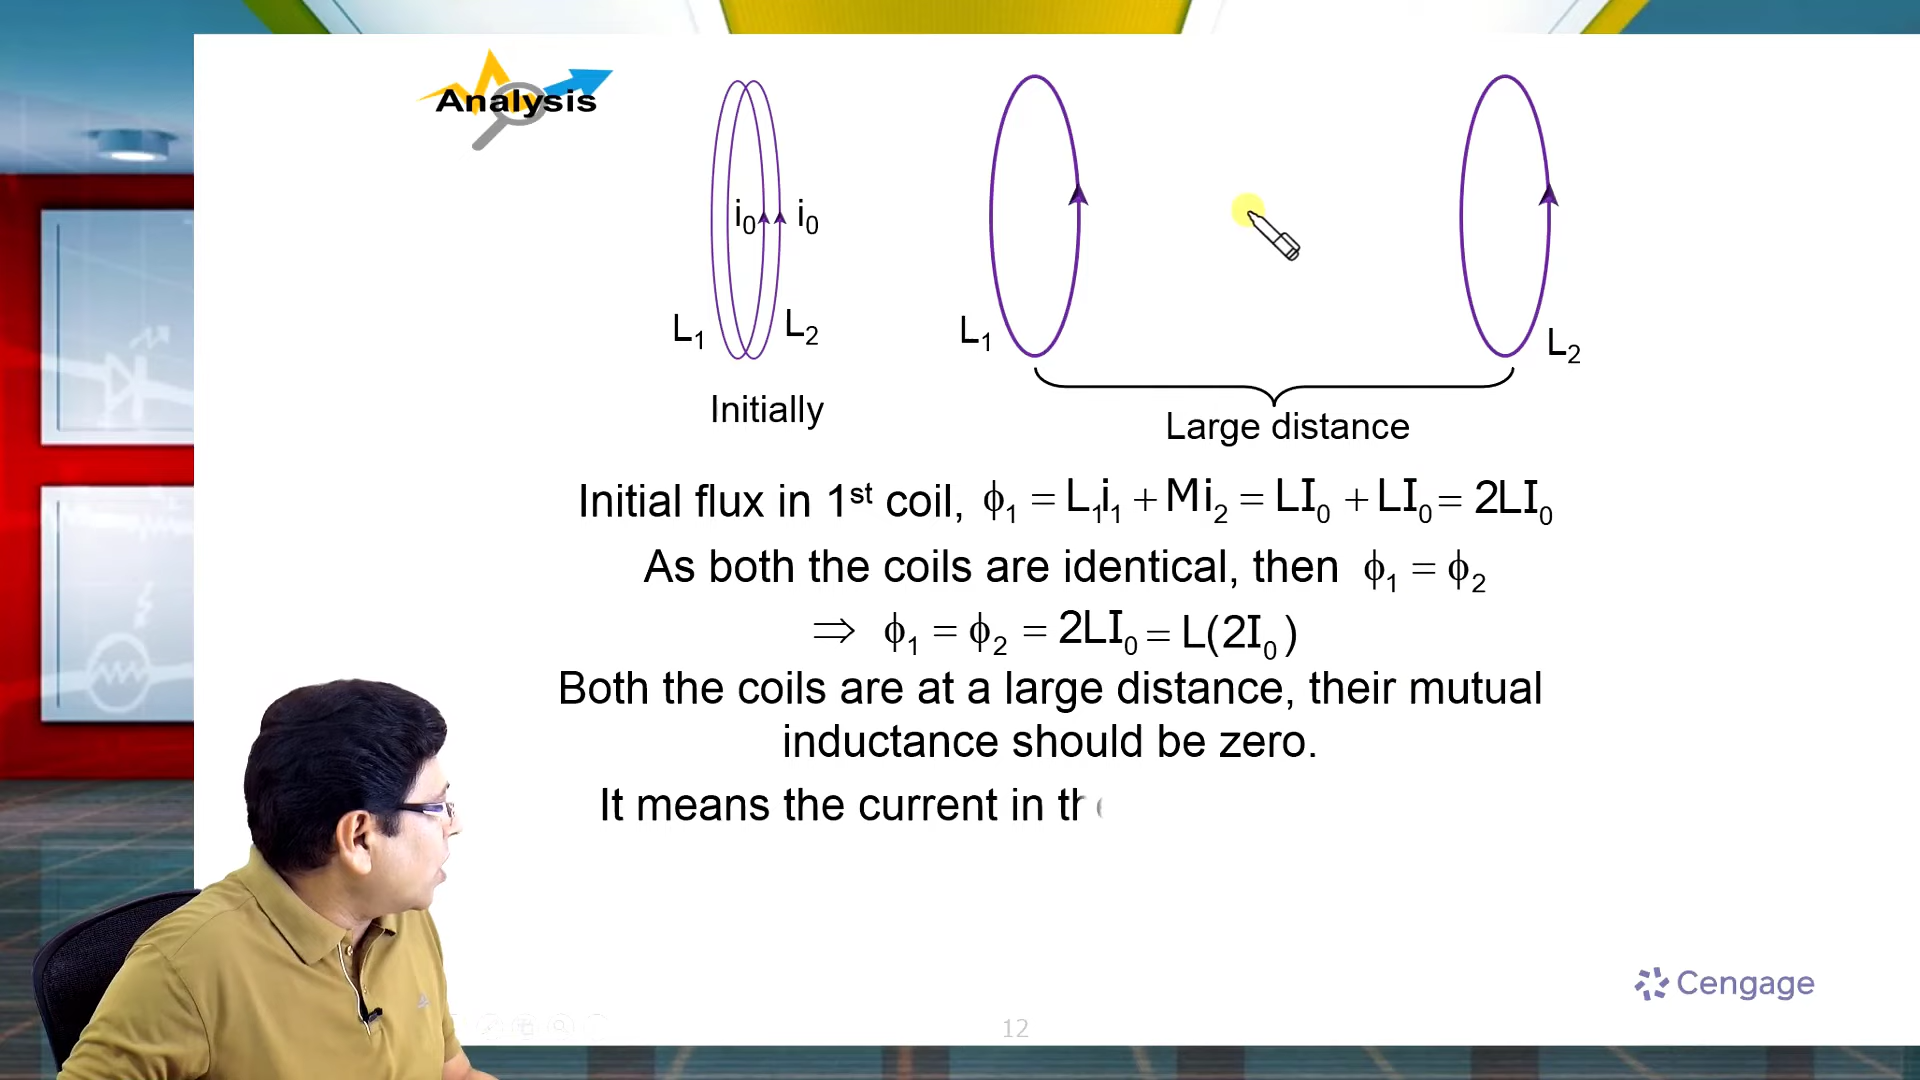 Analysis
i₀ i₀
L₁ L₂ L₁ L₂
Initially
Large distance
Initial flux in 1ˢᵗ coil, ϕ₁ = L₁i₁ + Mi₂ = LI₀ + LI₀ = 2LI₀
As both the coils are identical, then ϕ₁ = ϕ₂
⇒ ϕ₁ = ϕ₂ = 2LI₀ = L(2I₀)
Both the coils are at a large distance, their mutual
inductance should be zero.
It means the current in th
Cengage
12